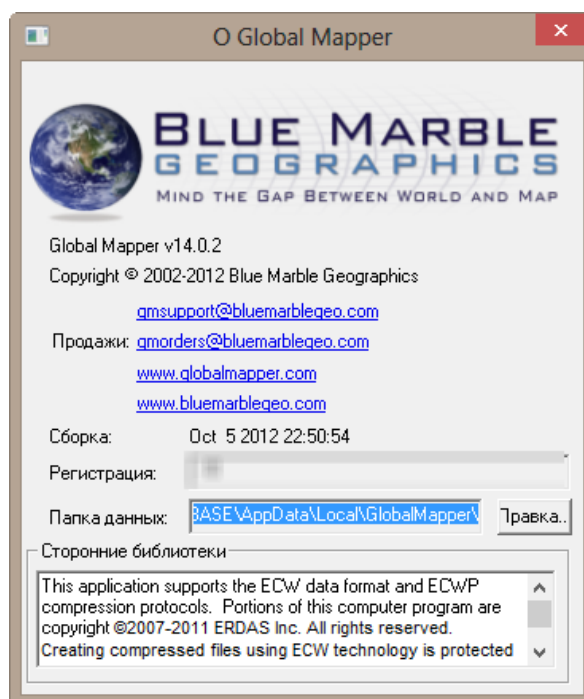 О Global Mapper
BLUE MARBLE
GEOGRAPHICS
MIND THE GAP BETWEEN WORLD AND MAP
Global Mapper v14.0.2
Copyright © 2002-2012 Blue Marble Geographics
gmsupport@bluemarblegeo.com
Продажи: gmorders@bluemarblegeo.com
www.globalmapper.com
www.bluemarblegeo.com
Сборка: Oct 5 2012 22:50:54
Регистрация:
Папка данных: BASE\AppData\Local\GlobalMapper\ Правка..
Сторонние библиотеки
This application supports the ECW data format and ECWP
compression protocols. Portions of this computer program are
copyright ©2007-2011 ERDAS Inc. All rights reserved.
Creating compressed files using ECW technology is protected